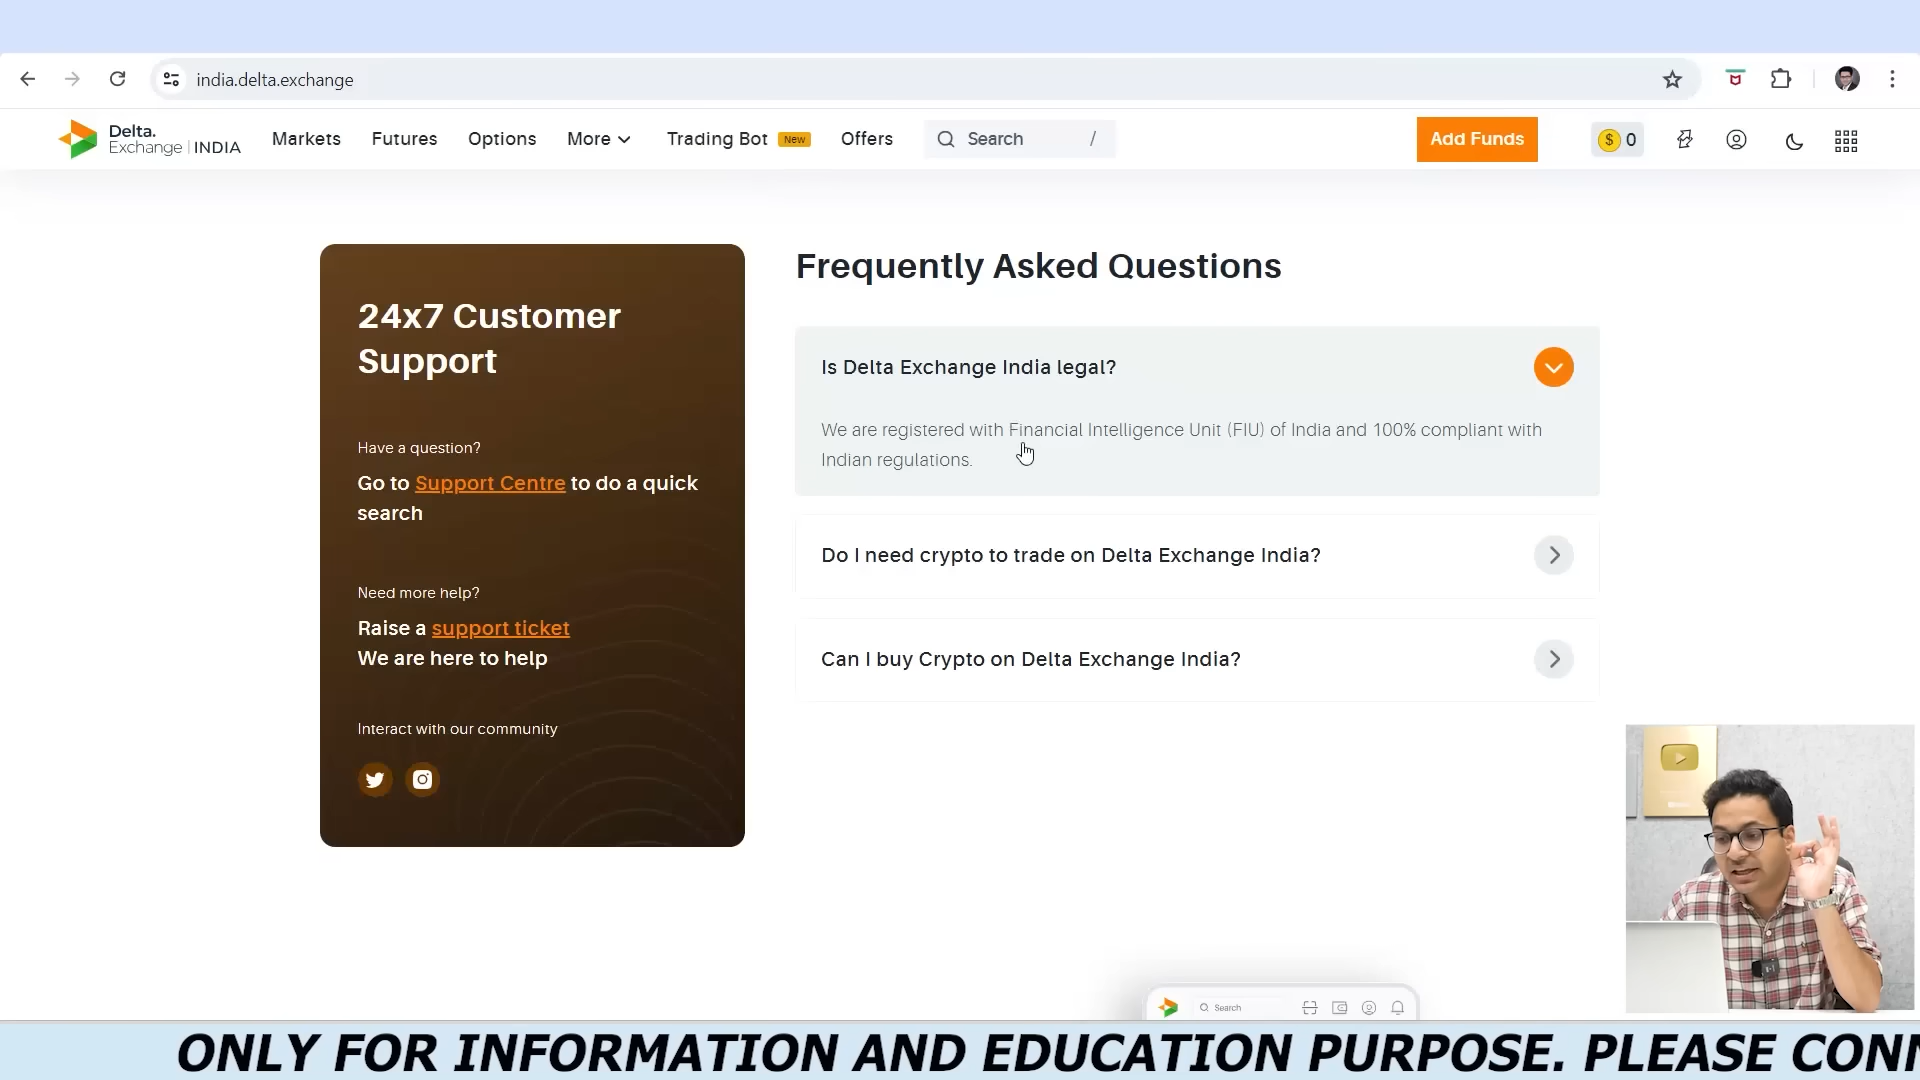 india.delta.exchange
Delta.
Exchange | INDIA
Markets
Futures
Options
More
Trading Bot New
Offers
Search /
Add Funds
$ 0
24x7 Customer
Support
Have a question?
Go to Support Centre to do a quick
search
Need more help?
Raise a support ticket
We are here to help
Interact with our community
Frequently Asked Questions
Is Delta Exchange India legal?
We are registered with Financial Intelligence Unit (FIU) of India and 100% compliant with
Indian regulations.
Do I need crypto to trade on Delta Exchange India?
Can I buy Crypto on Delta Exchange India?
Search
ONLY FOR INFORMATION AND EDUCATION PURPOSE. PLEASE CONN